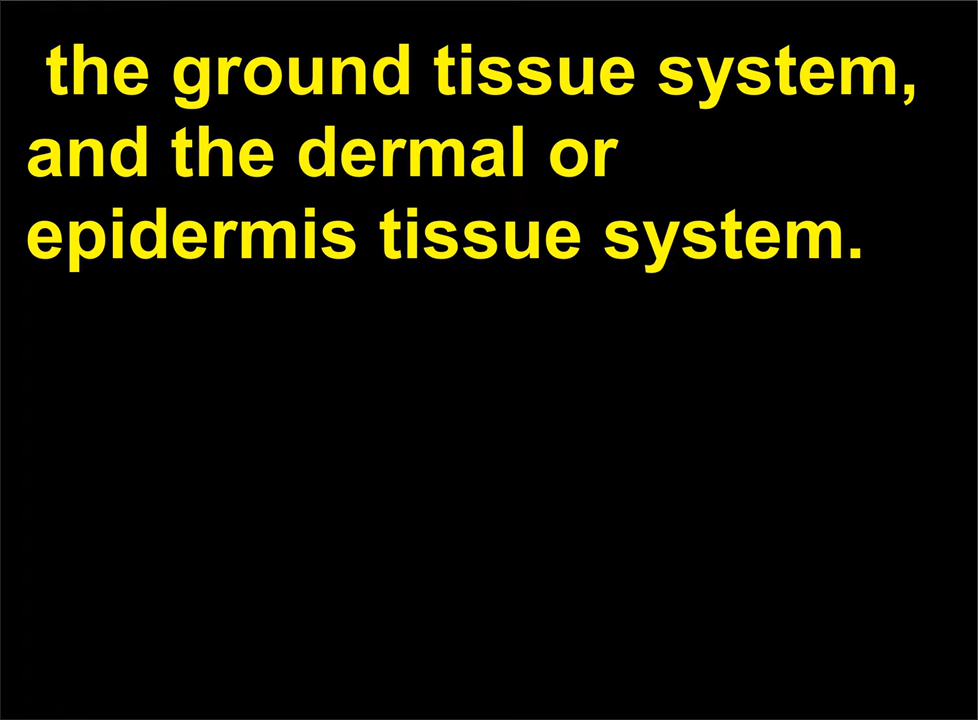 the ground tissue system,
and the dermal or
epidermis tissue system.